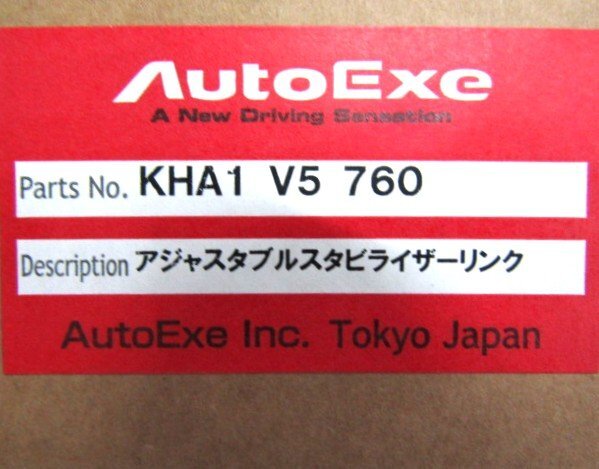 AutoExe
A New Driving Sensation
Parts No. KHA1 V5 760
Description アジャスタブルスタビライザーリンク
AutoExe Inc. Tokyo Japan